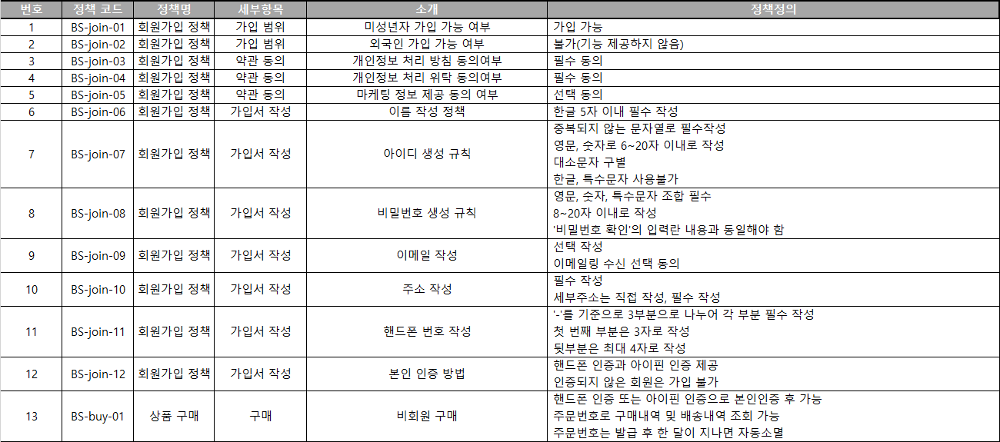 번호 정책 코드 정책명 세부항목 소개 정책정의
1 BS-join-01 회원가입 정책 가입 범위 미성년자 가입 가능 여부 가입 가능
2 BS-join-02 회원가입 정책 가입 범위 외국인 가입 가능 여부 불가(기능 제공하지 않음)
3 BS-join-03 회원가입 정책 약관 동의 개인정보 처리 방침 동의여부 필수 동의
4 BS-join-04 회원가입 정책 약관 동의 개인정보 처리 위탁 동의여부 필수 동의
5 BS-join-05 회원가입 정책 약관 동의 마케팅 정보 제공 동의 여부 선택 동의
6 BS-join-06 회원가입 정책 가입서 작성 이름 작성 정책 한글 5자 이내 필수 작성
7 BS-join-07 회원가입 정책 가입서 작성 아이디 생성 규칙 중복되지 않는 문자열로 필수작성
영문, 숫자로 6~20자 이내로 작성
대소문자 구별
한글, 특수문자 사용불가
8 BS-join-08 회원가입 정책 가입서 작성 비밀번호 생성 규칙 영문, 숫자, 특수문자 조합 필수
8~20자 이내로 작성
'비밀번호 확인'의 입력란 내용과 동일해야 함
9 BS-join-09 회원가입 정책 가입서 작성 이메일 작성 선택 작성
이메일링 수신 선택 동의
10 BS-join-10 회원가입 정책 가입서 작성 주소 작성 필수 작성
세부주소는 직접 작성, 필수 작성
11 BS-join-11 회원가입 정책 가입서 작성 핸드폰 번호 작성 '-'를 기준으로 3부분으로 나누어 각 부분 필수 작성
첫 번째 부분은 3자로 작성
뒷부분은 최대 4자로 작성
12 BS-join-12 회원가입 정책 가입서 작성 본인 인증 방법 핸드폰 인증과 아이핀 인증 제공
인증되지 않은 회원은 가입 불가
13 BS-buy-01 상품 구매 구매 비회원 구매 핸드폰 인증 또는 아이핀 인증으로 본인인증 후 가능
주문번호로 구매내역 및 배송내역 조회 가능
주문번호는 발급 후 한 달이 지나면 자동소멸